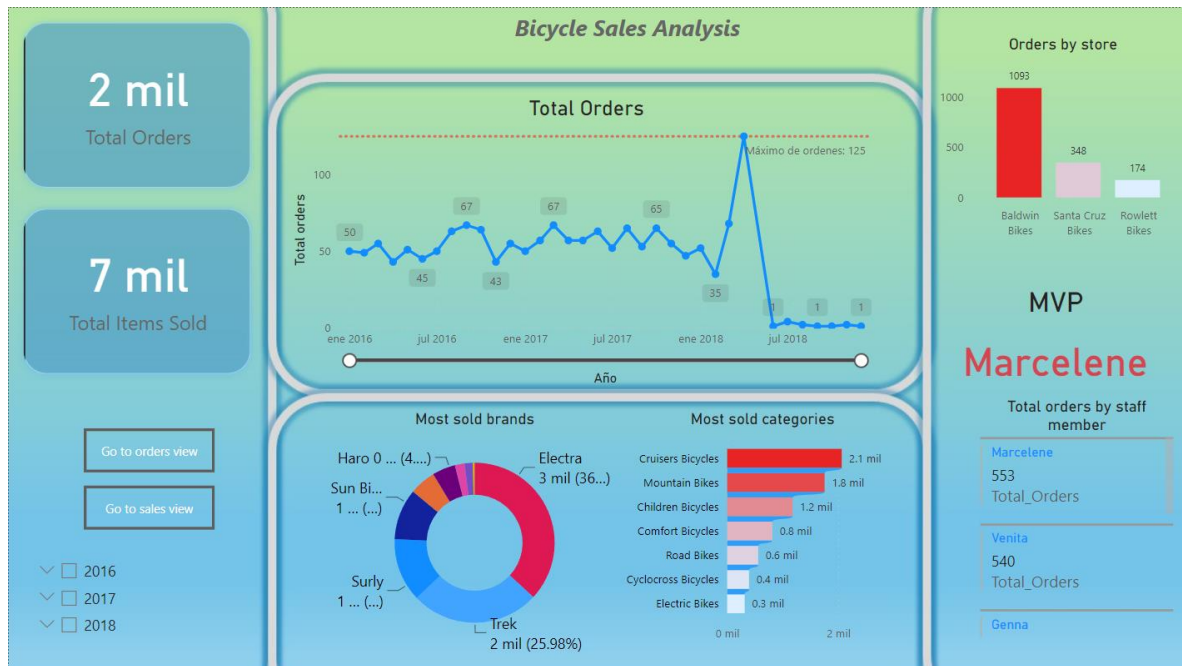 Bicycle Sales Analysis
2 mil
Total Orders
7 mil
Total Items Sold
Go to orders view
Go to sales view
2016
2017
2018
Total Orders
Máximo de ordenes: 125
Total orders
100
50
0
50
45
67
43
67
65
35
1
1
1
ene 2016
jul 2016
ene 2017
jul 2017
ene 2018
jul 2018
Año
Most sold brands
Haro 0 ... (4....)
Sun Bi...
1 ... (...)
Surly
1 ... (...)
Electra
3 mil (36...)
Trek
2 mil (25.98%)
Most sold categories
Cruisers Bicycles 2.1 mil
Mountain Bikes 1.8 mil
Children Bicycles 1.2 mil
Comfort Bicycles 0.8 mil
Road Bikes 0.6 mil
Cyclocross Bicycles 0.4 mil
Electric Bikes 0.3 mil
0 mil 2 mil
Orders by store
1000
500
0
1093
348
174
Baldwin Bikes
Santa Cruz Bikes
Rowlett Bikes
MVP
Marcelene
Total orders by staff
member
Marcelene
553
Total_Orders
Venita
540
Total_Orders
Genna